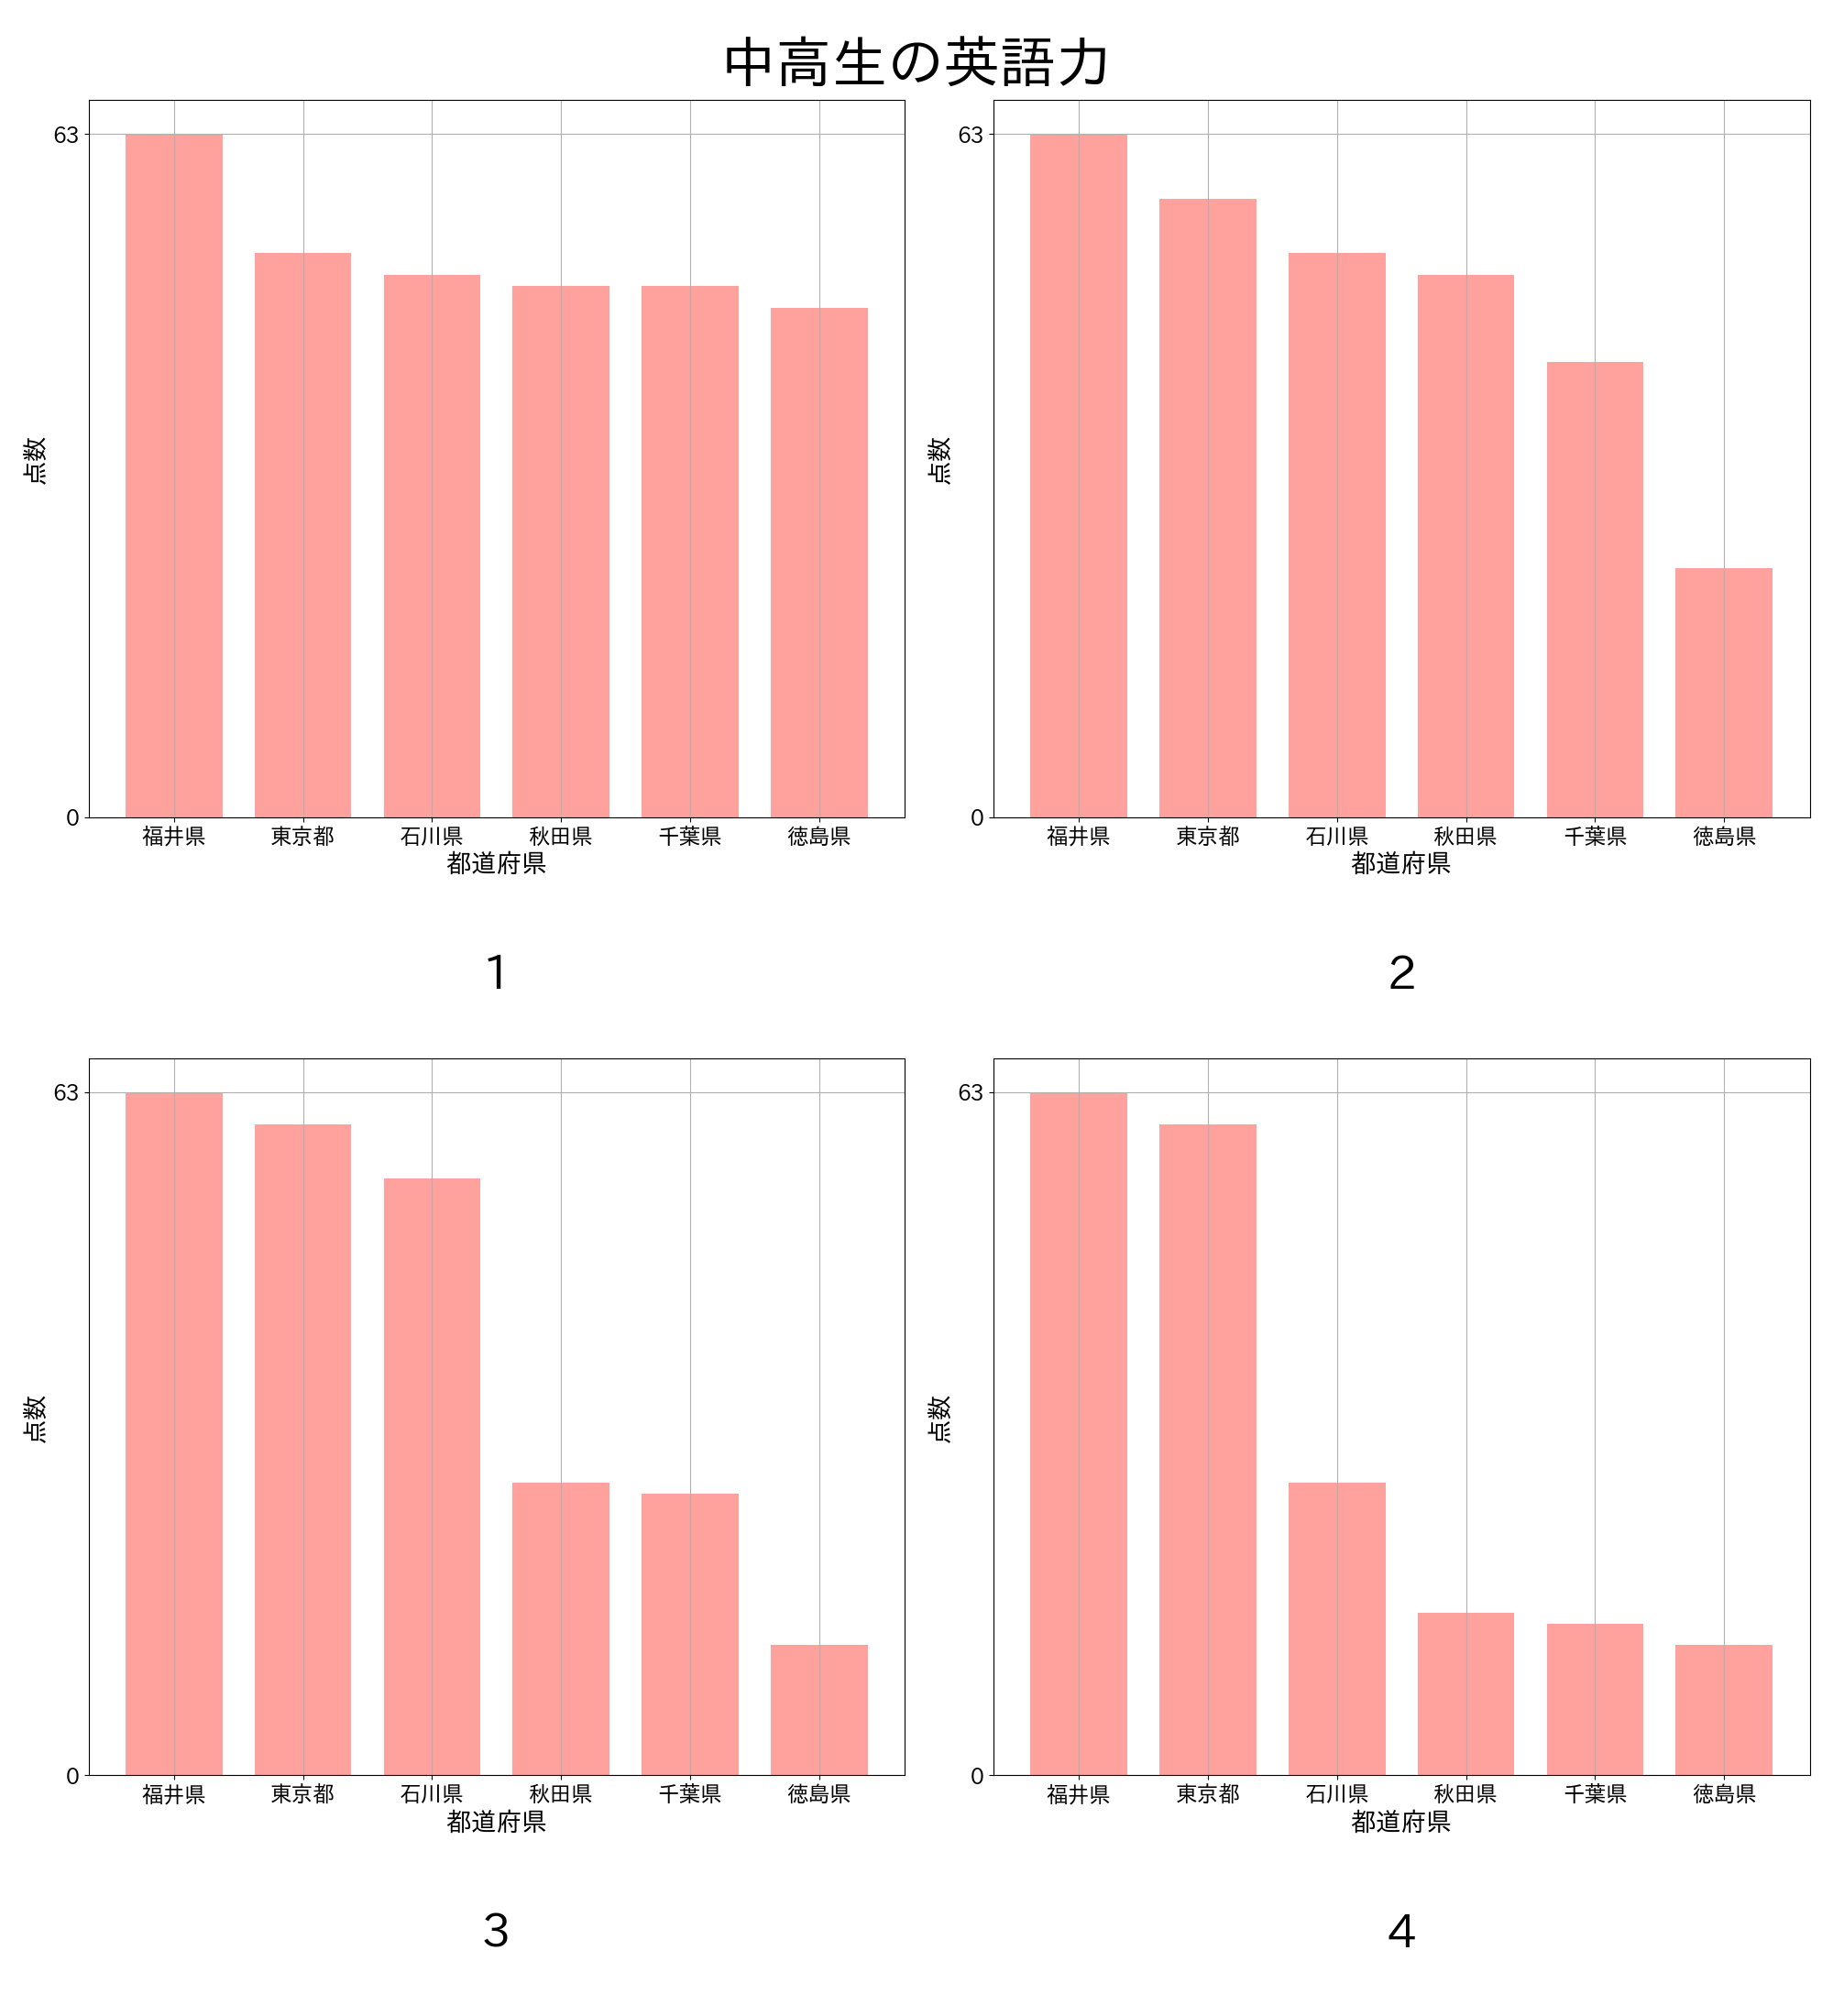 中高生の英語力
63
0
点数
福井県 東京都 石川県 秋田県 千葉県 徳島県
都道府県
1
63
0
点数
福井県 東京都 石川県 秋田県 千葉県 徳島県
都道府県
2
63
0
点数
福井県 東京都 石川県 秋田県 千葉県 徳島県
都道府県
3
63
0
点数
福井県 東京都 石川県 秋田県 千葉県 徳島県
都道府県
4